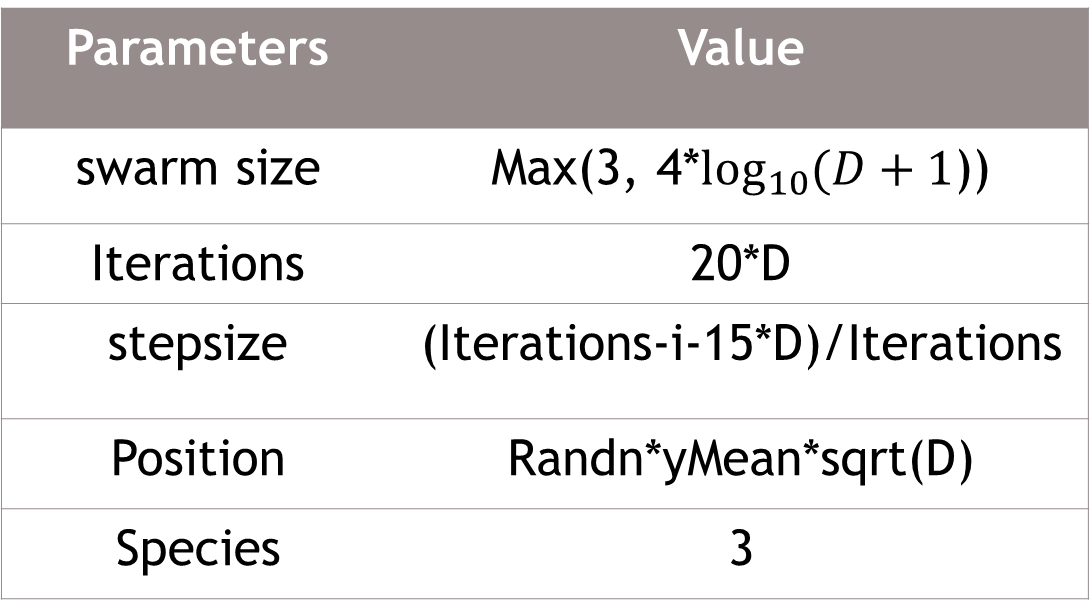 Parameters Value
swarm size Max(3, 4*log₁₀(D + 1))
Iterations 20*D
stepsize (Iterations-i-15*D)/Iterations
Position Randn*yMean*sqrt(D)
Species 3